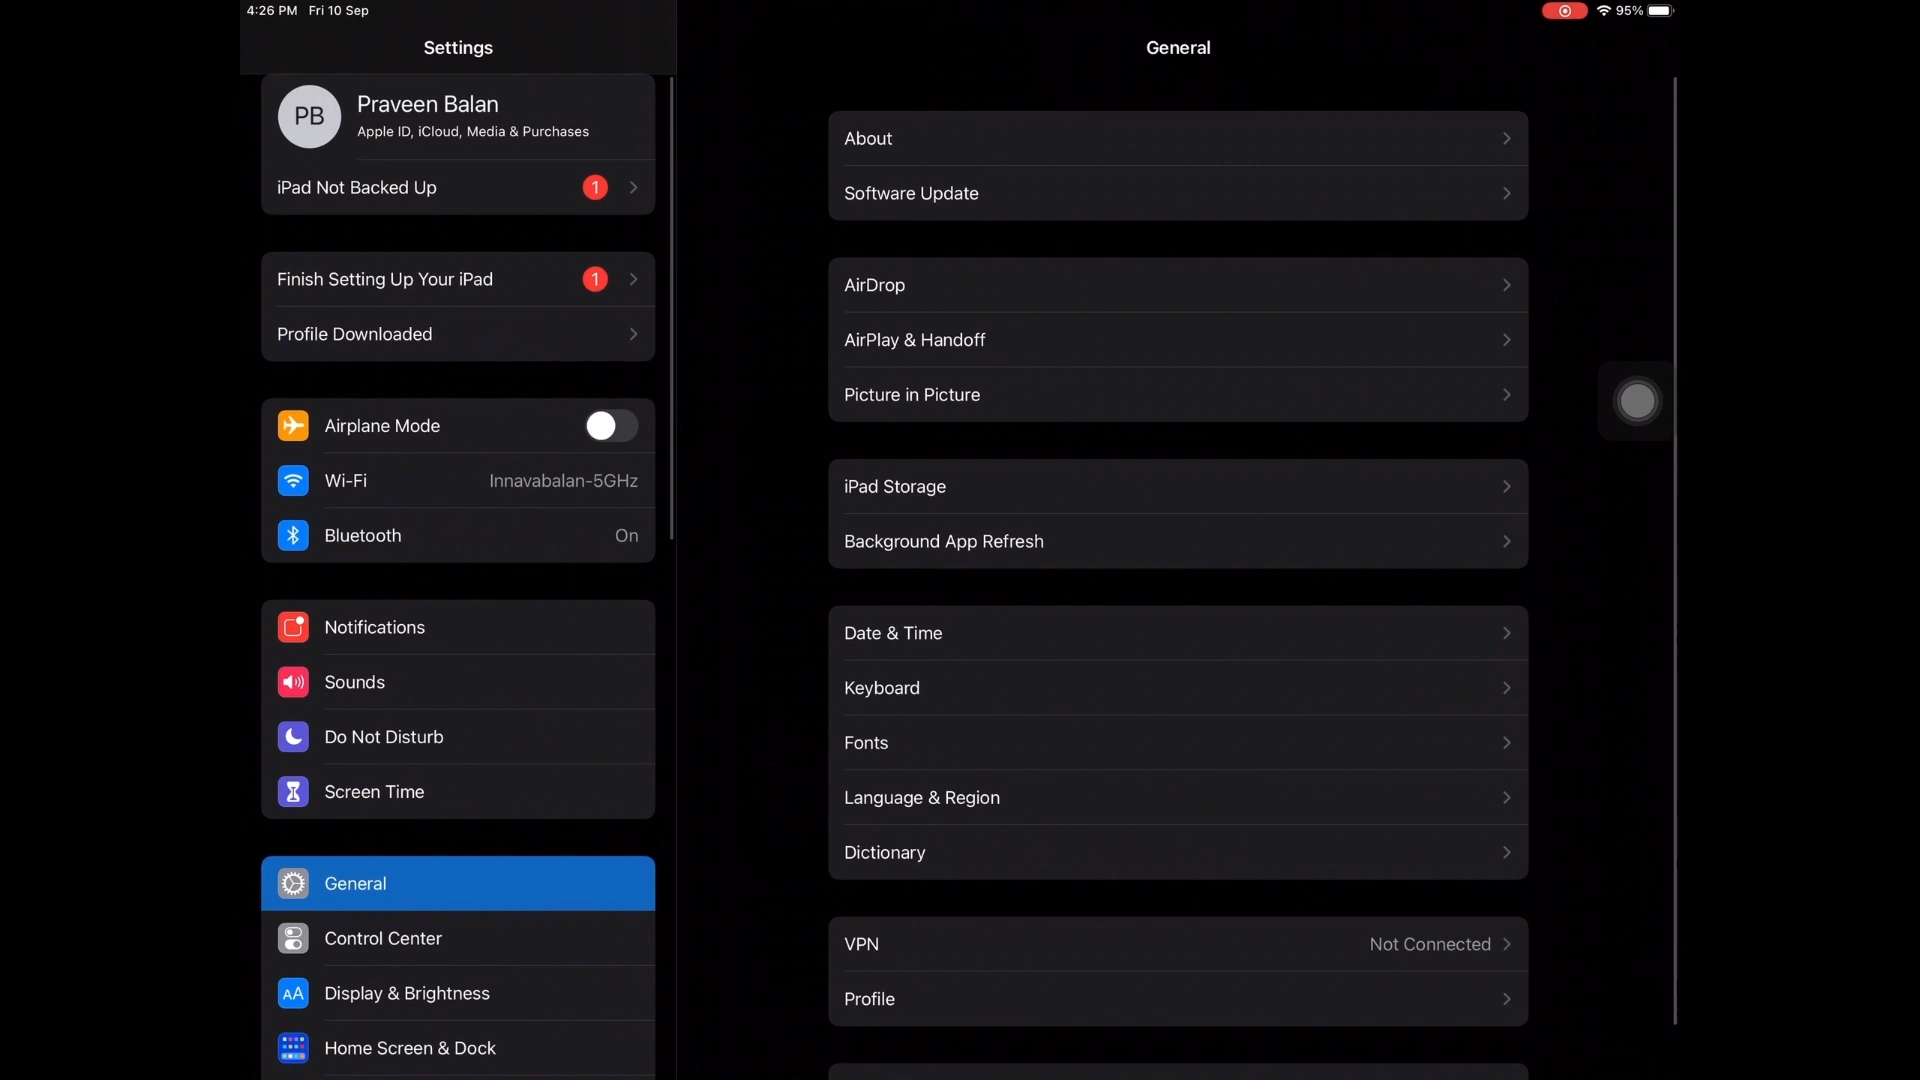 4:26 PM Fri 10 Sep
95%
Settings
PB
Praveen Balan
Apple ID, iCloud, Media & Purchases
iPad Not Backed Up 1
Finish Setting Up Your iPad 1
Profile Downloaded
Airplane Mode
Wi-Fi Innavabalan-5GHz
Bluetooth On
Notifications
Sounds
Do Not Disturb
Screen Time
General
Control Center
AA Display & Brightness
Home Screen & Dock
General
About
Software Update
AirDrop
AirPlay & Handoff
Picture in Picture
iPad Storage
Background App Refresh
Date & Time
Keyboard
Fonts
Language & Region
Dictionary
VPN Not Connected
Profile